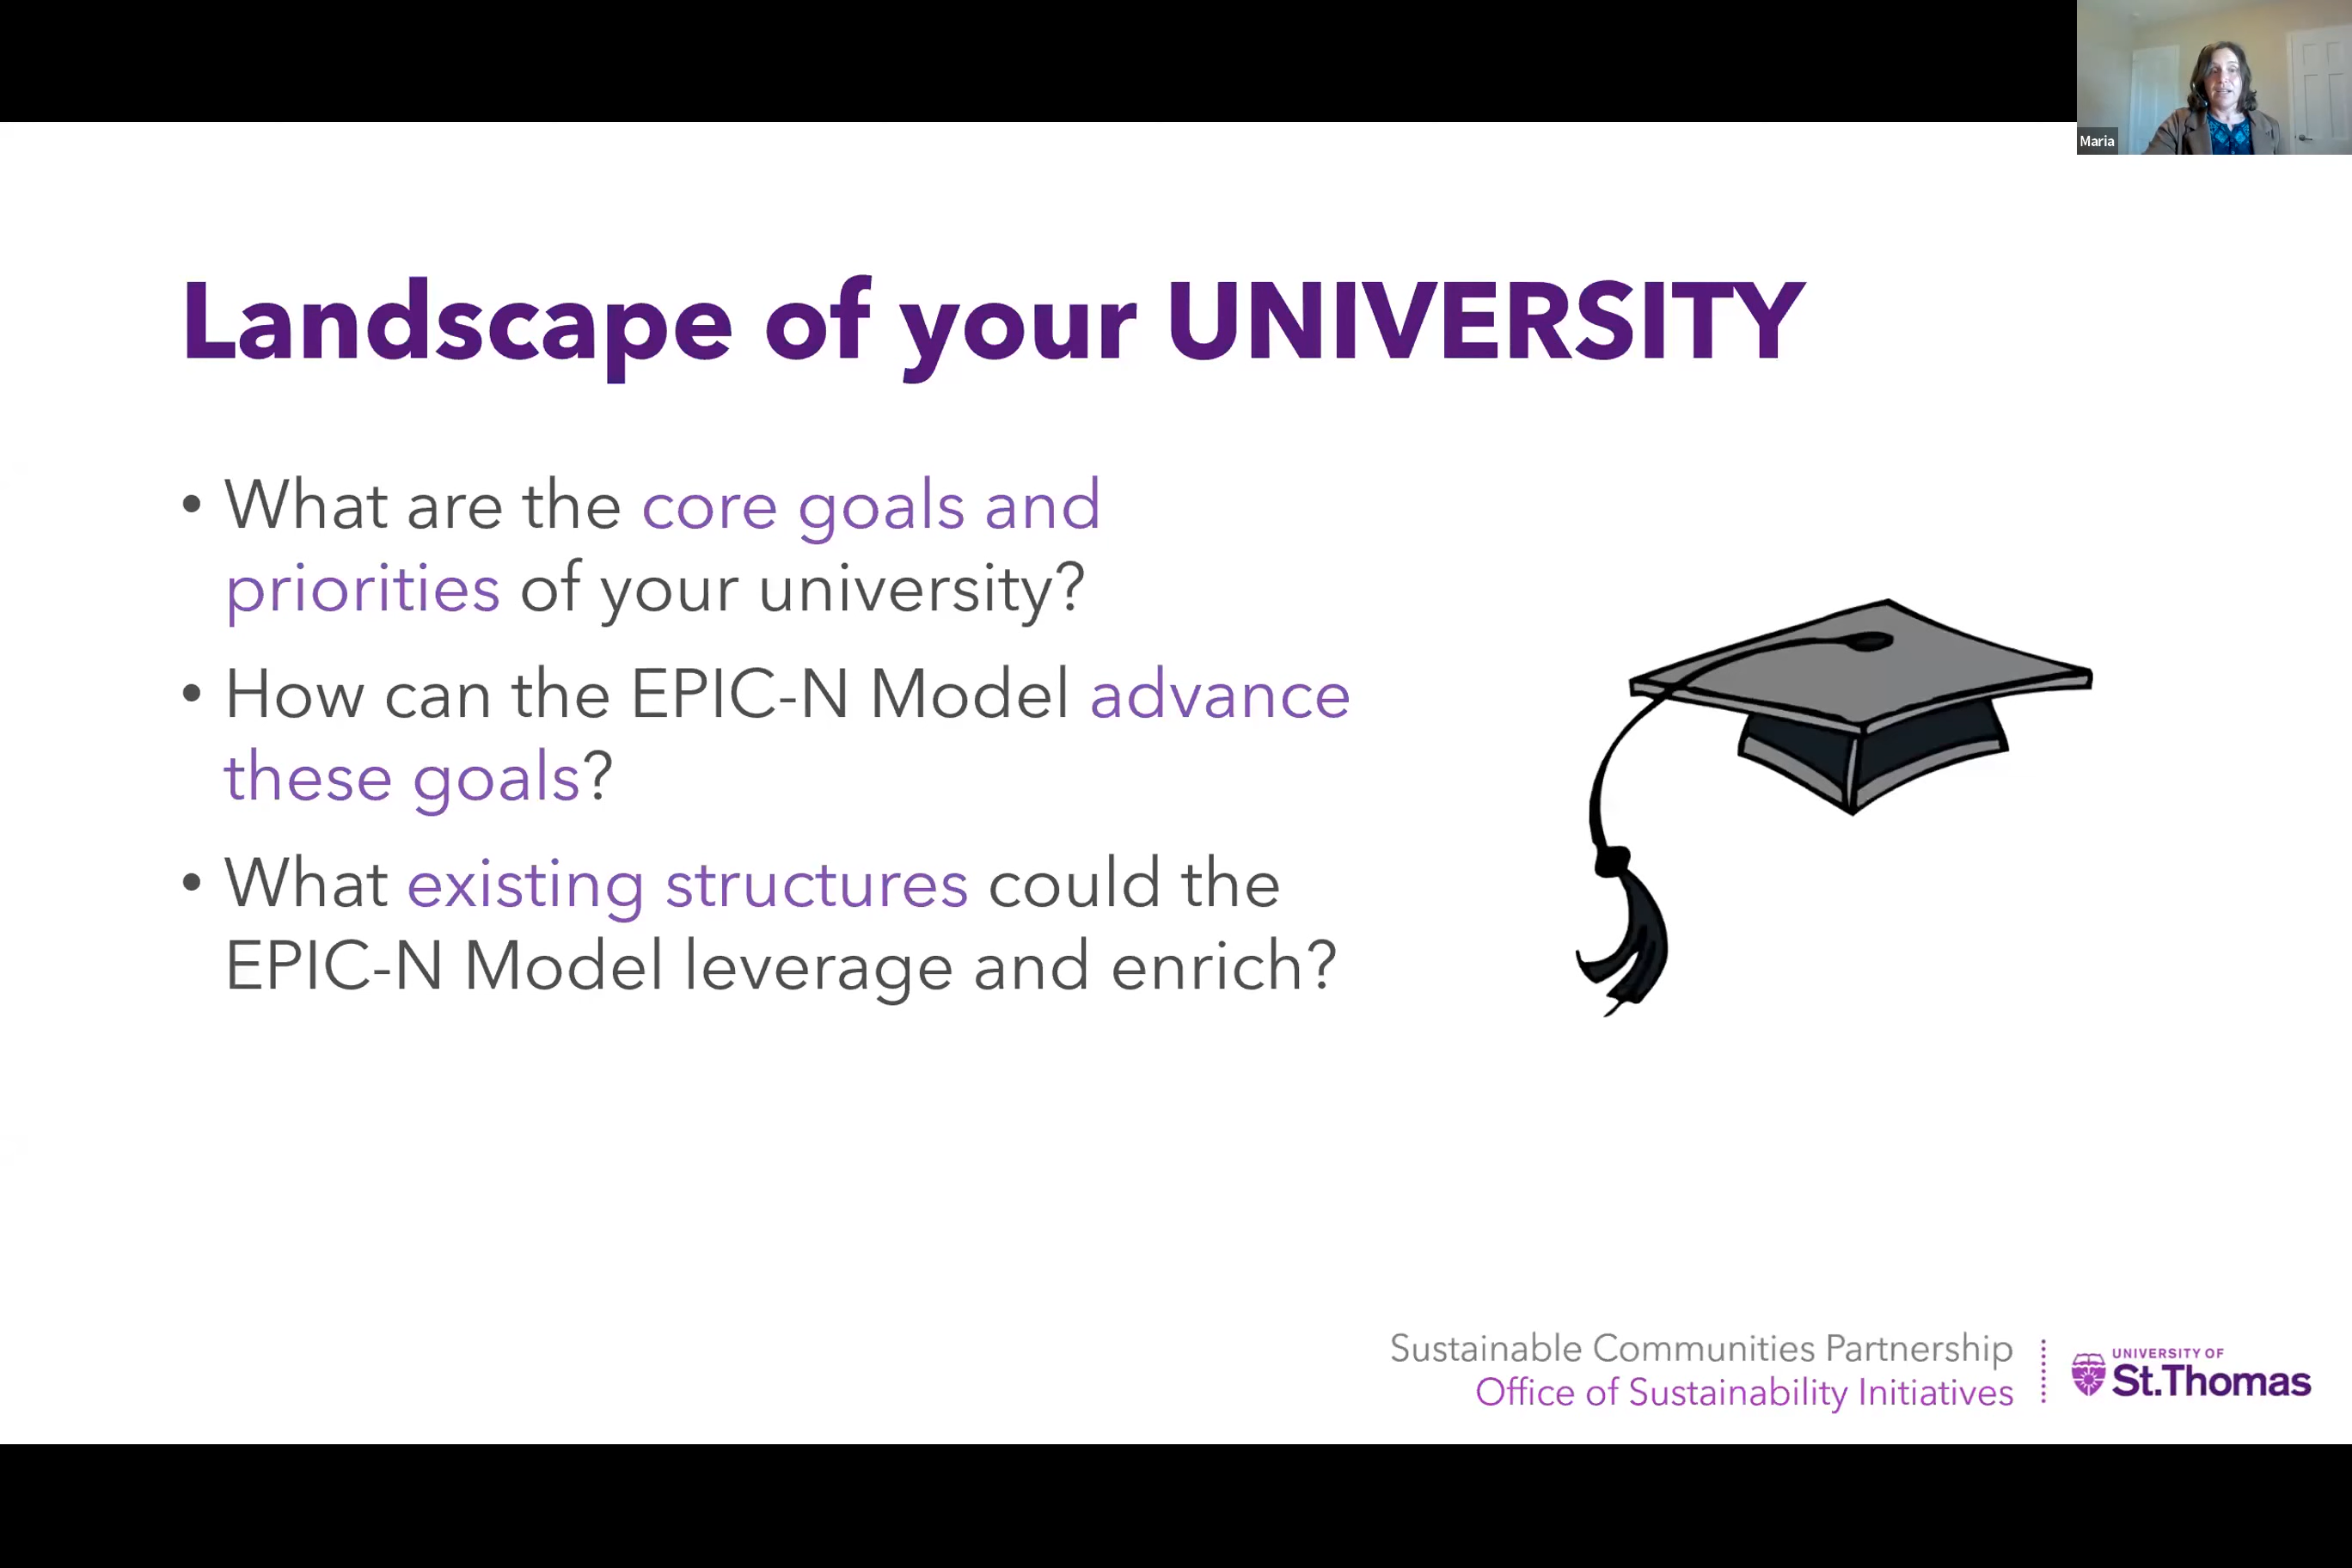 Maria
Landscape of your UNIVERSITY
• What are the core goals and
priorities of your university?
• How can the EPIC-N Model advance
these goals?
• What existing structures could the
EPIC-N Model leverage and enrich?
Sustainable Communities Partnership
Office of Sustainability Initiatives
UNIVERSITY OF
St.Thomas